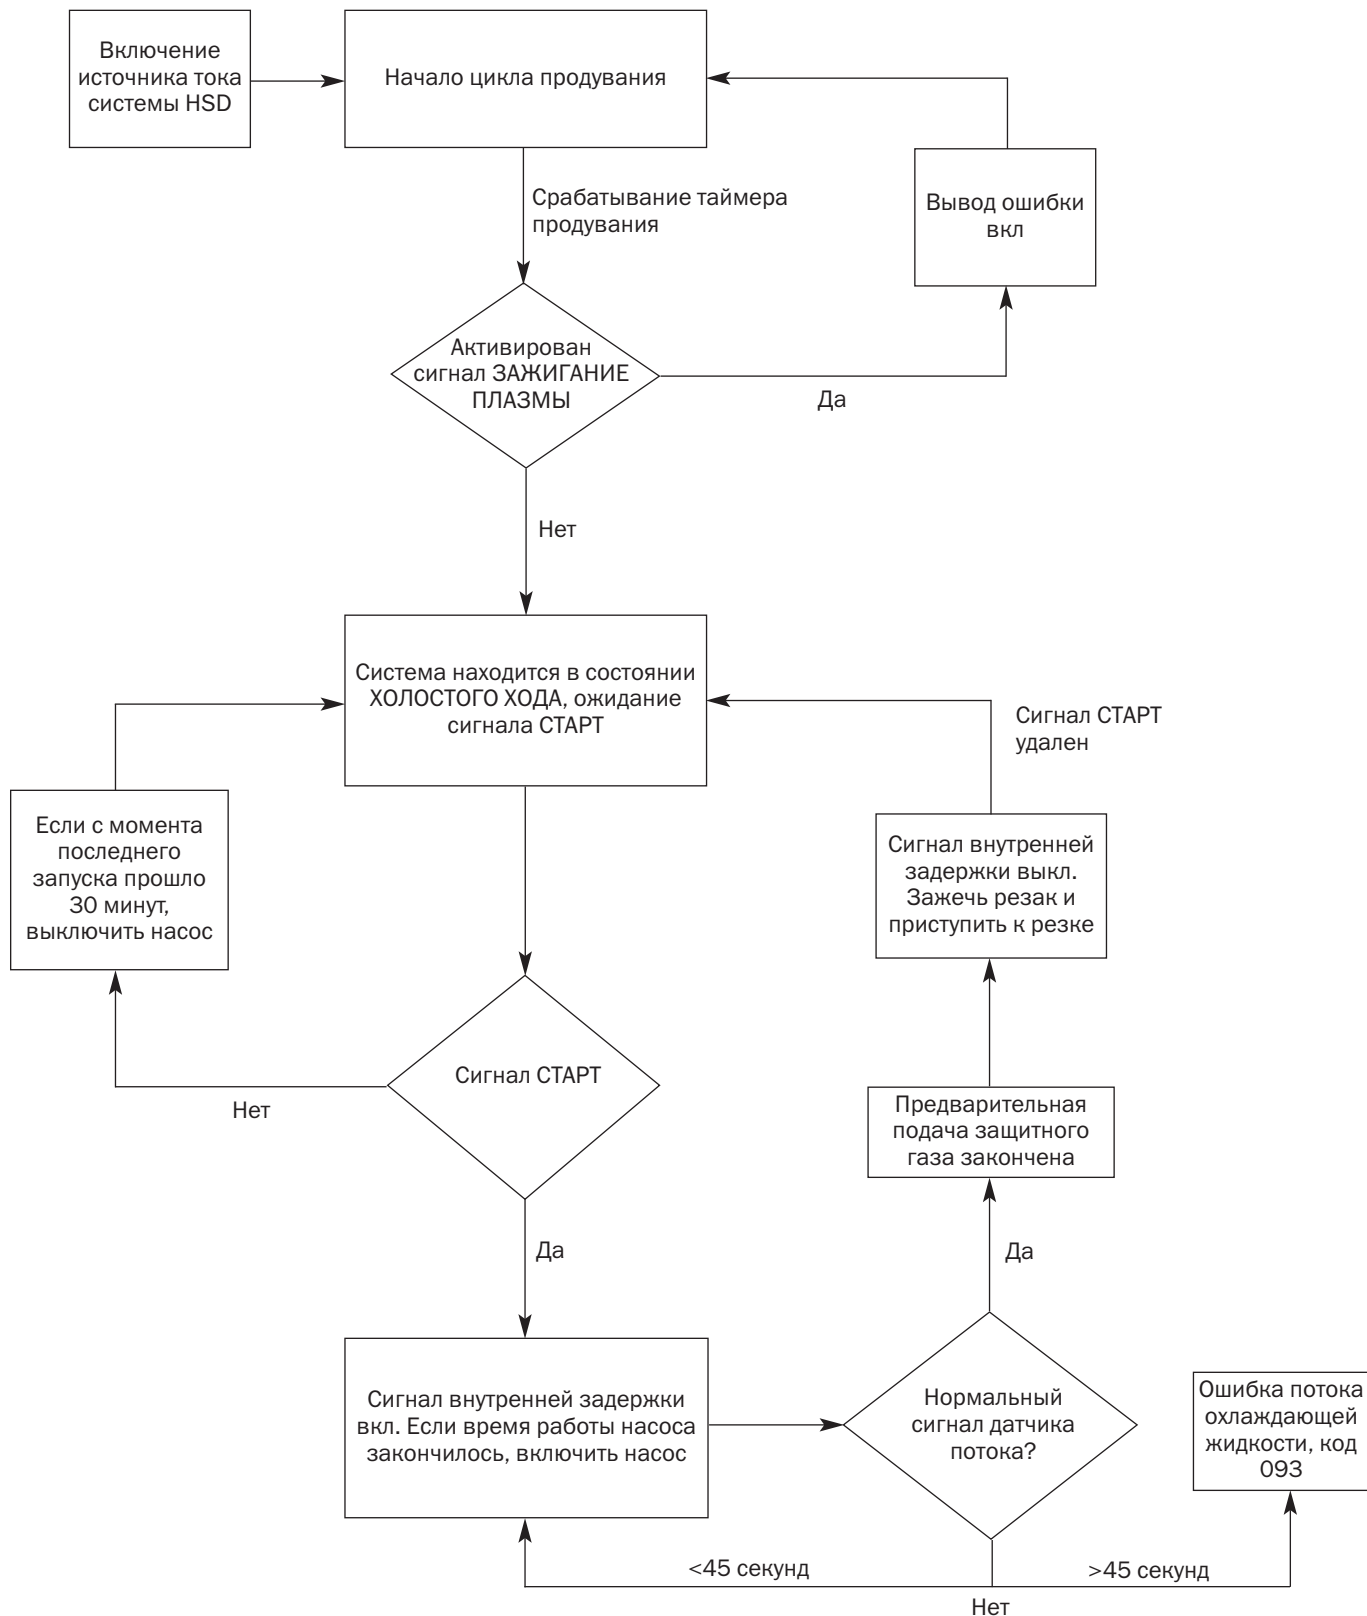 Включение
источника тока
системы HSD
Начало цикла продувания
Срабатывание таймера
продувания
Вывод ошибки
вкл
Активирован
сигнал ЗАЖИГАНИЕ
ПЛАЗМЫ
Да
Нет
Система находится в состоянии
ХОЛОСТОГО ХОДА, ожидание
сигнала СТАРТ
Сигнал СТАРТ
удален
Если с момента
последнего
запуска прошло
30 минут,
выключить насос
Сигнал внутренней
задержки выкл.
Зажечь резак и
приступить к резке
Сигнал СТАРТ
Нет
Предварительная
подача защитного
газа закончена
Да
Да
Сигнал внутренней задержки
вкл. Если время работы насоса
закончилось, включить насос
Нормальный
сигнал датчика
потока?
Ошибка потока
охлаждающей
жидкости, код
093
<45 секунд
>45 секунд
Нет